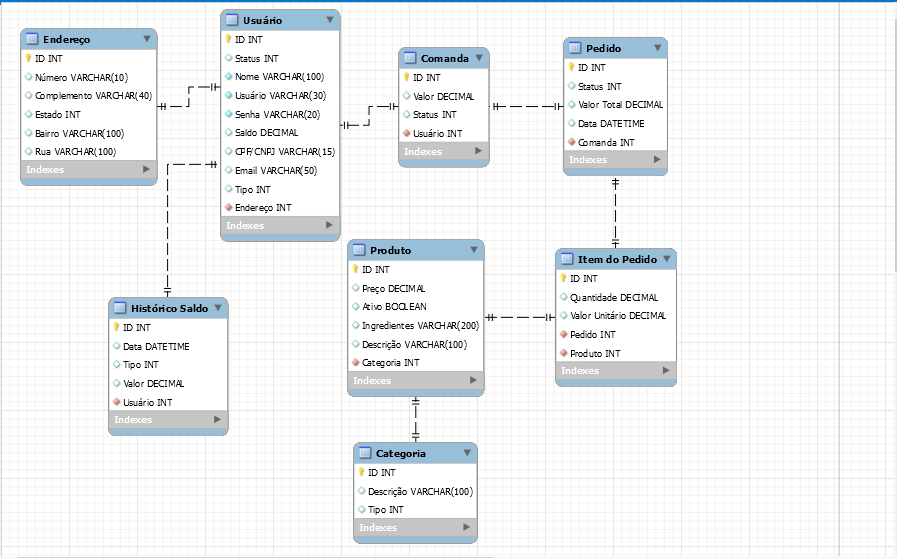 Endereço
ID INT
Número VARCHAR(10)
Complemento VARCHAR(40)
Estado INT
Bairro VARCHAR(100)
Rua VARCHAR(100)
Indexes
Usuário
ID INT
Status INT
Nome VARCHAR(100)
Usuário VARCHAR(30)
Senha VARCHAR(20)
Saldo DECIMAL
CPF/CNPJ VARCHAR(15)
Email VARCHAR(50)
Tipo INT
Endereço INT
Indexes
Comanda
ID INT
Valor DECIMAL
Status INT
Usuário INT
Indexes
Pedido
ID INT
Status INT
Valor Total DECIMAL
Data DATETIME
Comanda INT
Indexes
Histórico Saldo
ID INT
Data DATETIME
Tipo INT
Valor DECIMAL
Usuário INT
Indexes
Produto
ID INT
Preço DECIMAL
Ativo BOOLEAN
Ingredientes VARCHAR(200)
Descrição VARCHAR(100)
Categoria INT
Indexes
Item do Pedido
ID INT
Quantidade DECIMAL
Valor Unitário DECIMAL
Pedido INT
Produto INT
Indexes
Categoria
ID INT
Descrição VARCHAR(100)
Tipo INT
Indexes